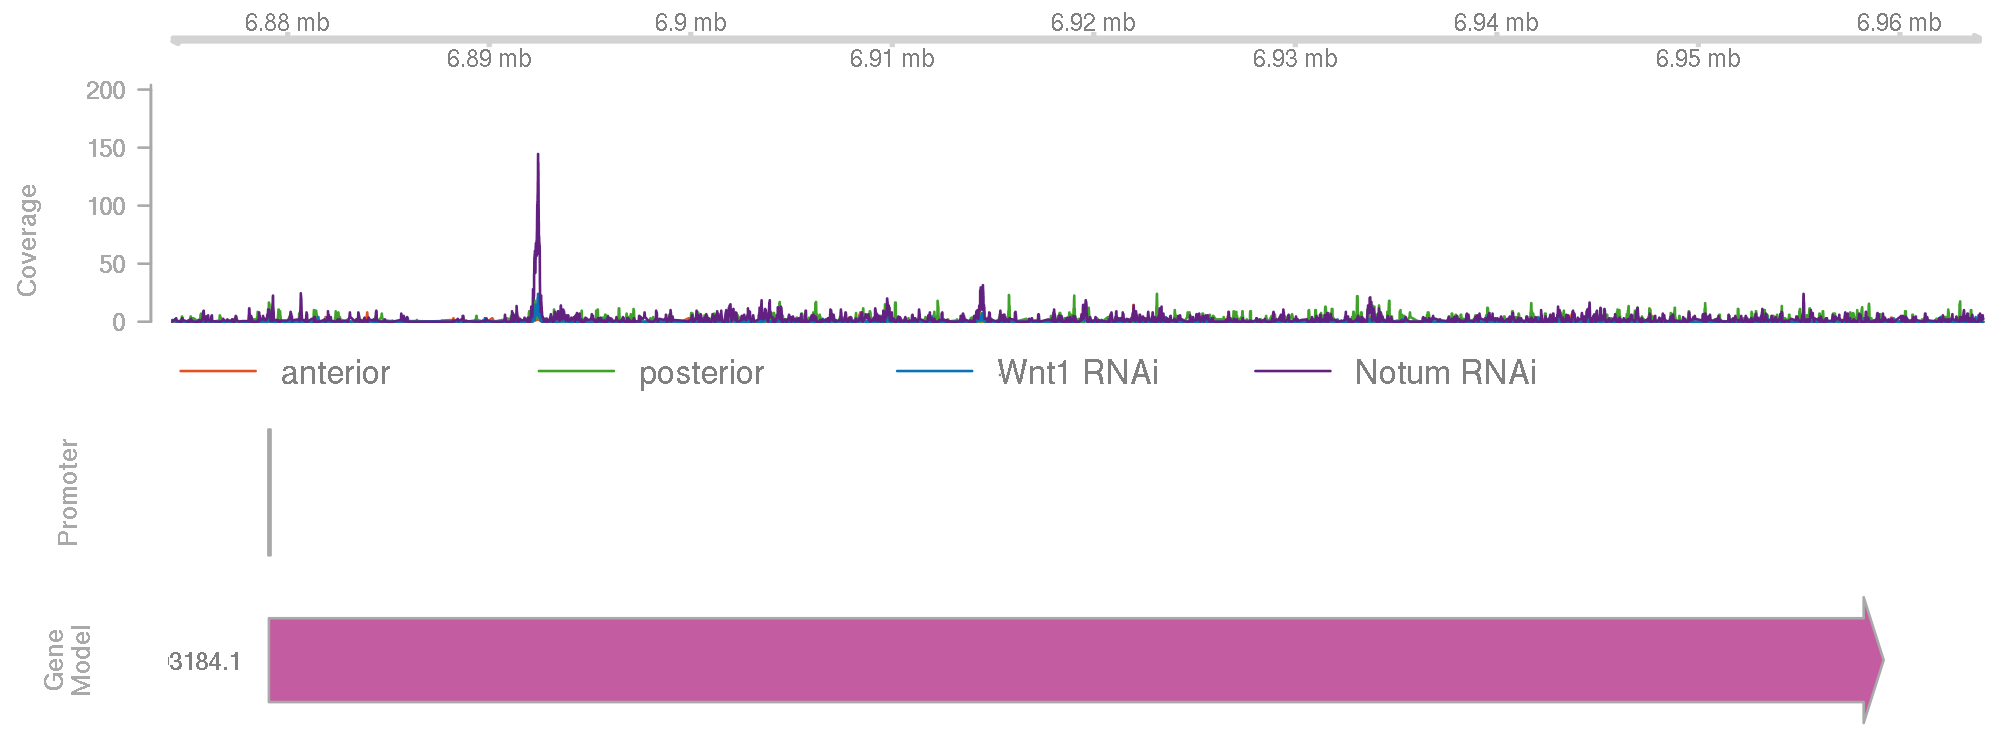 6.88 mb 6.9 mb 6.92 mb 6.94 mb 6.96 mb
6.89 mb 6.91 mb 6.93 mb 6.95 mb
200
150
100
50
0
Coverage
anterior posterior Wnt1 RNAi Notum RNAi
Promoter
Gene
Model
3184.1